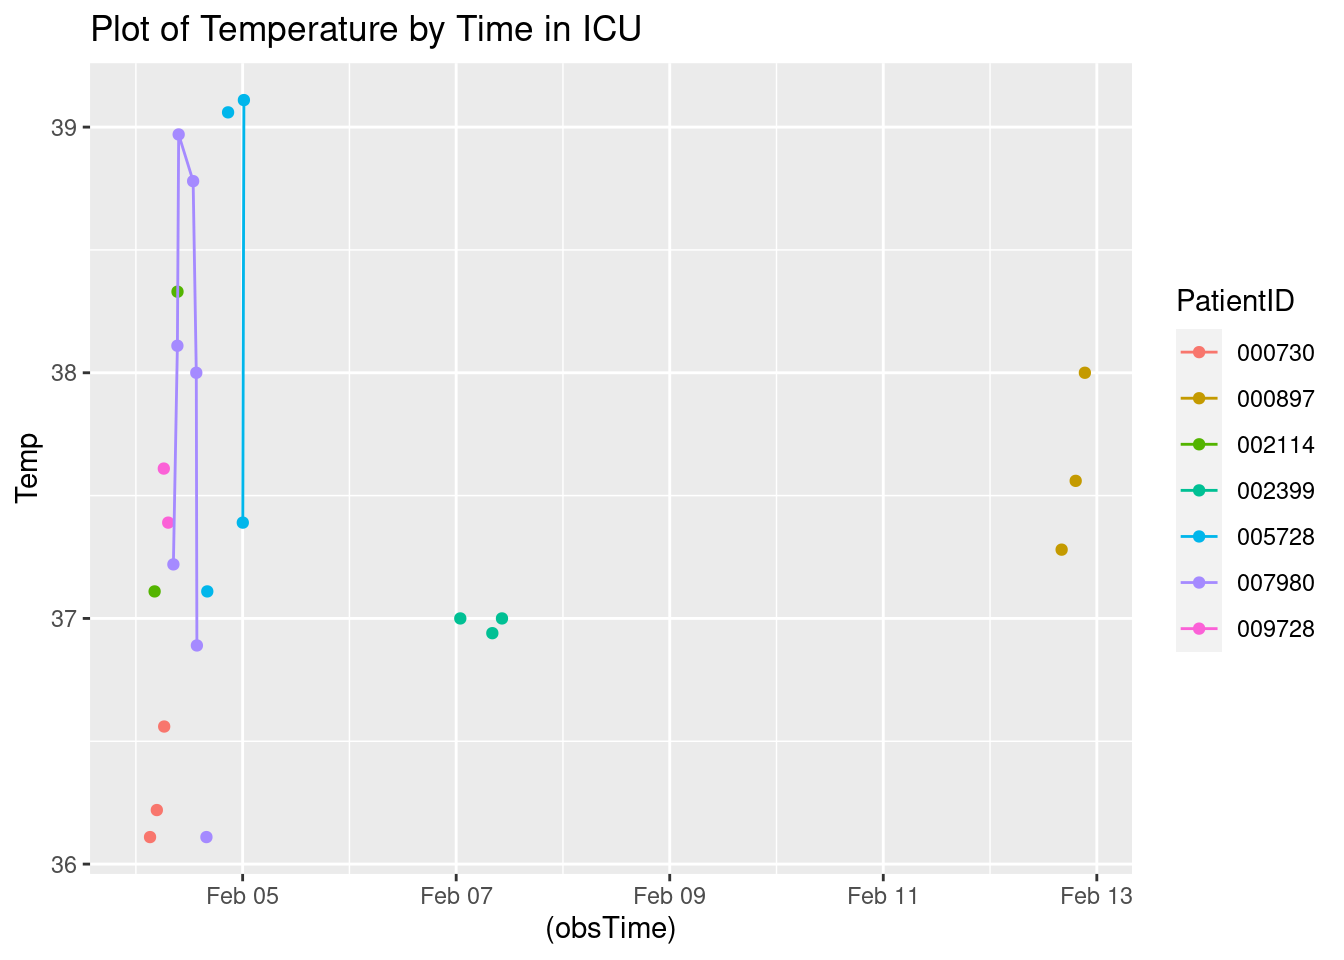 Plot of Temperature by Time in ICU
Temp
39
38
37
36
Feb 05
Feb 07
Feb 09
Feb 11
Feb 13
(obsTime)
PatientID
000730
000897
002114
002399
005728
007980
009728